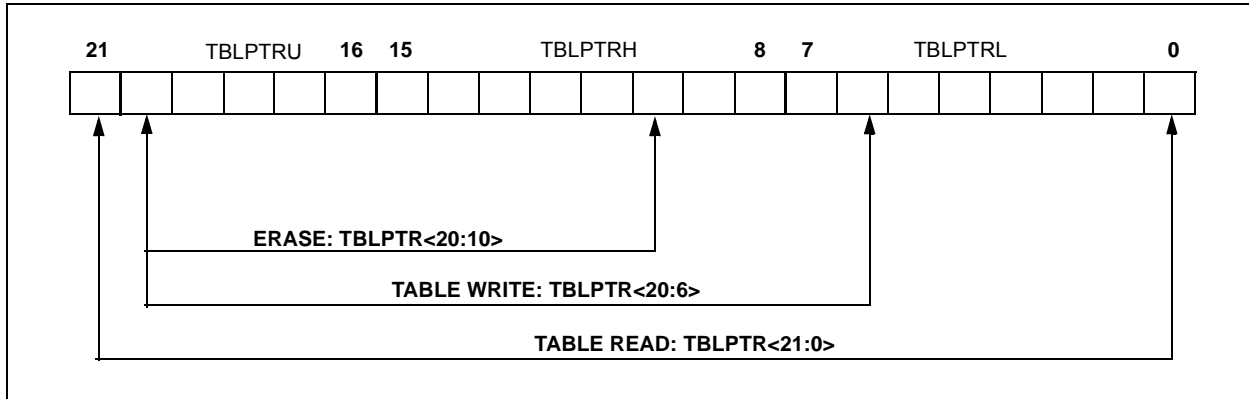 21 TBLPTRU 16 15 TBLPTRH 8 7 TBLPTRL 0
ERASE: TBLPTR<20:10>
TABLE WRITE: TBLPTR<20:6>
TABLE READ: TBLPTR<21:0>